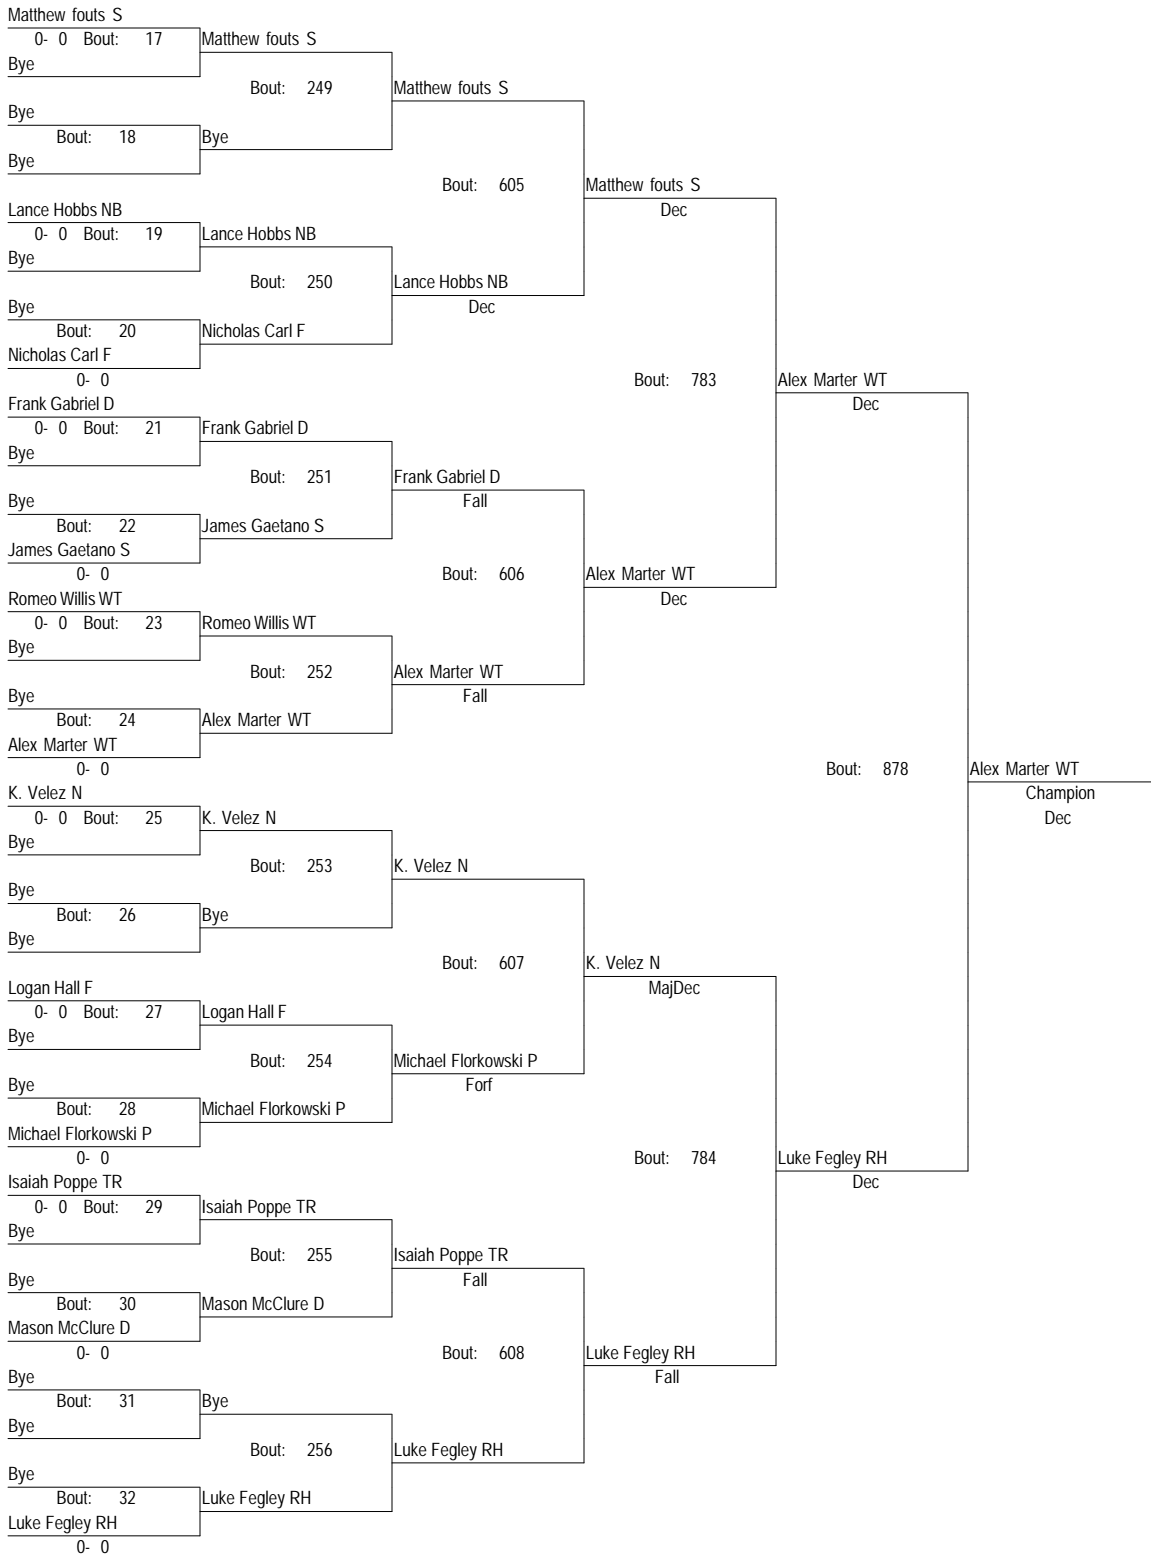 Matthew fouts S
0- 0 Bout: 17 Matthew fouts S
Bye
Bout: 249 Matthew fouts S
Bye
Bout: 18 Bye
Bye
Bout: 605 Matthew fouts S
Dec
Lance Hobbs NB
0- 0 Bout: 19 Lance Hobbs NB
Bye
Bout: 250 Lance Hobbs NB
Bye Dec
Bout: 20 Nicholas Carl F
Nicholas Carl F
0- 0 Bout: 783 Alex Marter WT
Frank Gabriel D Dec
0- 0 Bout: 21 Frank Gabriel D
Bye
Bout: 251 Frank Gabriel D
Bye Fall
Bout: 22 James Gaetano S
James Gaetano S
0- 0 Bout: 606 Alex Marter WT
Romeo Willis WT Dec
0- 0 Bout: 23 Romeo Willis WT
Bye
Bout: 252 Alex Marter WT
Bye Fall
Bout: 24 Alex Marter WT
Alex Marter WT
0- 0 Bout: 878 Alex Marter WT
K. Velez N Champion
0- 0 Bout: 25 K. Velez N Dec
Bye
Bout: 253 K. Velez N
Bye
Bout: 26 Bye
Bye
Bout: 607 K. Velez N
Logan Hall F MajDec
0- 0 Bout: 27 Logan Hall F
Bye
Bout: 254 Michael Florkowski P
Bye Forf
Bout: 28 Michael Florkowski P
Michael Florkowski P
0- 0 Bout: 784 Luke Fegley RH
Isaiah Poppe TR Dec
0- 0 Bout: 29 Isaiah Poppe TR
Bye
Bout: 255 Isaiah Poppe TR
Bye Fall
Bout: 30 Mason McClure D
Mason McClure D
0- 0 Bout: 608 Luke Fegley RH
Bye Fall
Bout: 31 Bye
Bye
Bout: 256 Luke Fegley RH
Bye
Bout: 32 Luke Fegley RH
Luke Fegley RH
0- 0